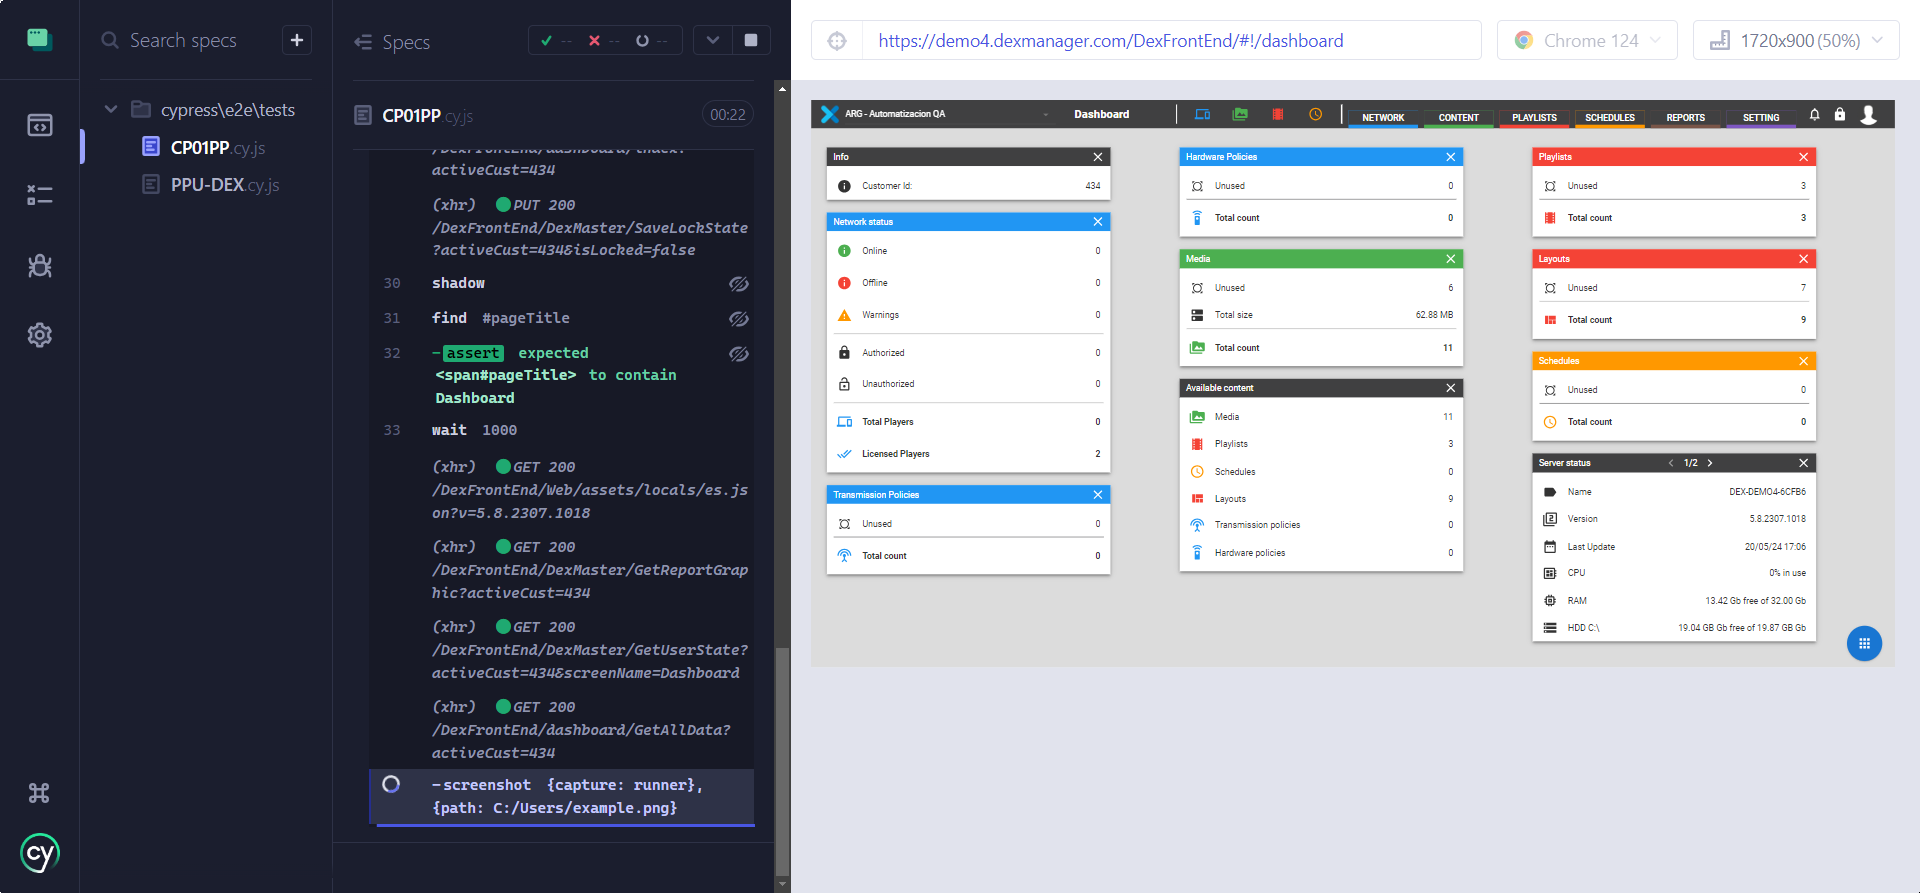 Search specs
+
cypress\e2e\tests
CP01PP.cy.js
PPU-DEX.cy.js
cy
Specs
-- -- --
CP01PP.cy.js 00:22
/DexFrontEnd/dashboard/index?
activeCust=434
(xhr) PUT 200
/DexFrontEnd/DexMaster/SaveLockState
?activeCust=434&isLocked=false
30 shadow
31 find #pageTitle
32 -assert expected
<span#pageTitle> to contain
Dashboard
33 wait 1000
(xhr) GET 200
/DexFrontEnd/Web/assets/locals/es.js
on?v=5.8.2307.1018
(xhr) GET 200
/DexFrontEnd/DexMaster/GetReportGrap
hic?activeCust=434
(xhr) GET 200
/DexFrontEnd/DexMaster/GetUserState?
activeCust=434&screenName=Dashboard
(xhr) GET 200
/DexFrontEnd/dashboard/GetAllData?
activeCust=434
-screenshot {capture: runner},
{path: C:/Users/example.png}
https://demo4.dexmanager.com/DexFrontEnd/#!/dashboard
Chrome 124
1720x900 (50%)
ARG - Automatizacion QA
Dashboard
NETWORK CONTENT PLAYLISTS SCHEDULES REPORTS SETTING
Info
Customer Id: 434
Network status
Online 0
Offline 0
Warnings 0
Authorized 0
Unauthorized 0
Total Players 0
Licensed Players 2
Transmission Policies
Unused 0
Total count 0
Hardware Policies
Unused 0
Total count 0
Media
Unused 6
Total size 62.88 MB
Total count 11
Available content
Media 11
Playlists 3
Schedules 0
Layouts 9
Transmission policies 0
Hardware policies 0
Playlists
Unused 3
Total count 3
Layouts
Unused 7
Total count 9
Schedules
Unused 0
Total count 0
Server status < 1/2 >
Name DEX-DEMO4-6CFB6
Version 5.8.2307.1018
Last Update 20/05/24 17:06
CPU 0% in use
RAM 13.42 Gb free of 32.00 Gb
HDD C:\ 19.04 GB Gb free of 19.87 GB Gb